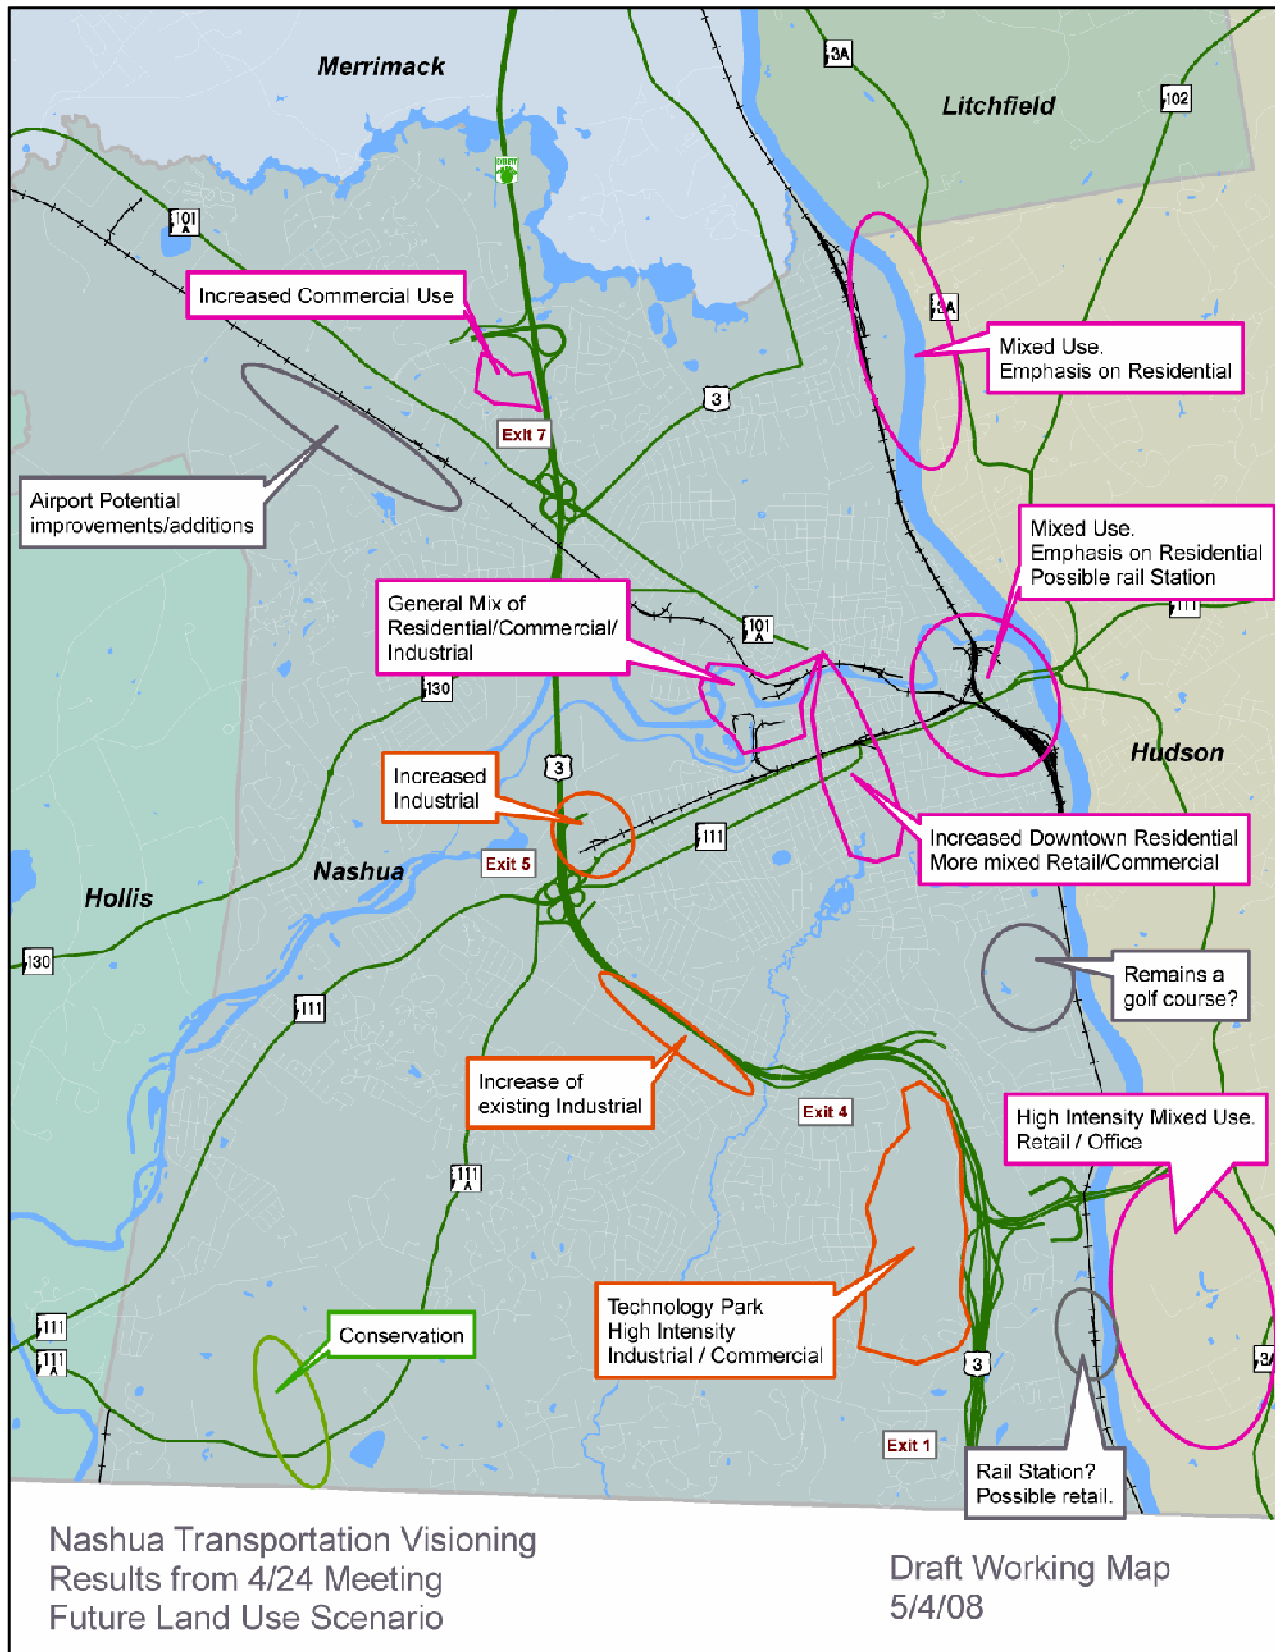 Merrimack
3A
Litchfield
102
EVERETT
101
A
Increased Commercial Use
3A
Mixed Use.
Emphasis on Residential
3
Exit 7
Airport Potential
improvements/additions
Mixed Use.
Emphasis on Residential
Possible rail Station
General Mix of
Residential/Commercial/
Industrial
111
101
A
130
Hudson
3
Increased
Industrial
Increased Downtown Residential
More mixed Retail/Commercial
111
Exit 5
Nashua
Hollis
130
Remains a
golf course?
111
Increase of
existing Industrial
Exit 4
High Intensity Mixed Use.
Retail / Office
111
A
Technology Park
High Intensity
Industrial / Commercial
111
Conservation
111
A
3
3A
Exit 1
Rail Station?
Possible retail.
Nashua Transportation Visioning
Results from 4/24 Meeting
Future Land Use Scenario
Draft Working Map
5/4/08